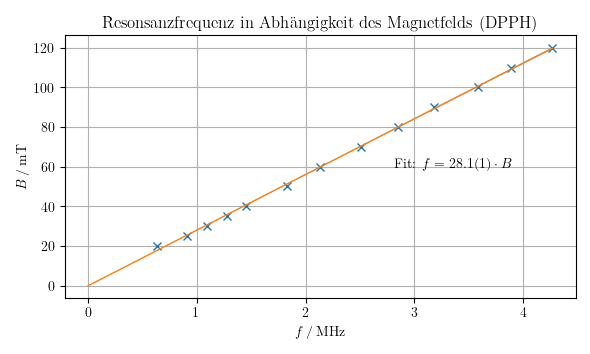 Resonsanzfrequenz in Abhängigkeit des Magnetfelds (DPPH)
120
100
80
60
40
20
0
B / mT
Fit: f = 28.1(1) · B
0 1 2 3 4
f / MHz